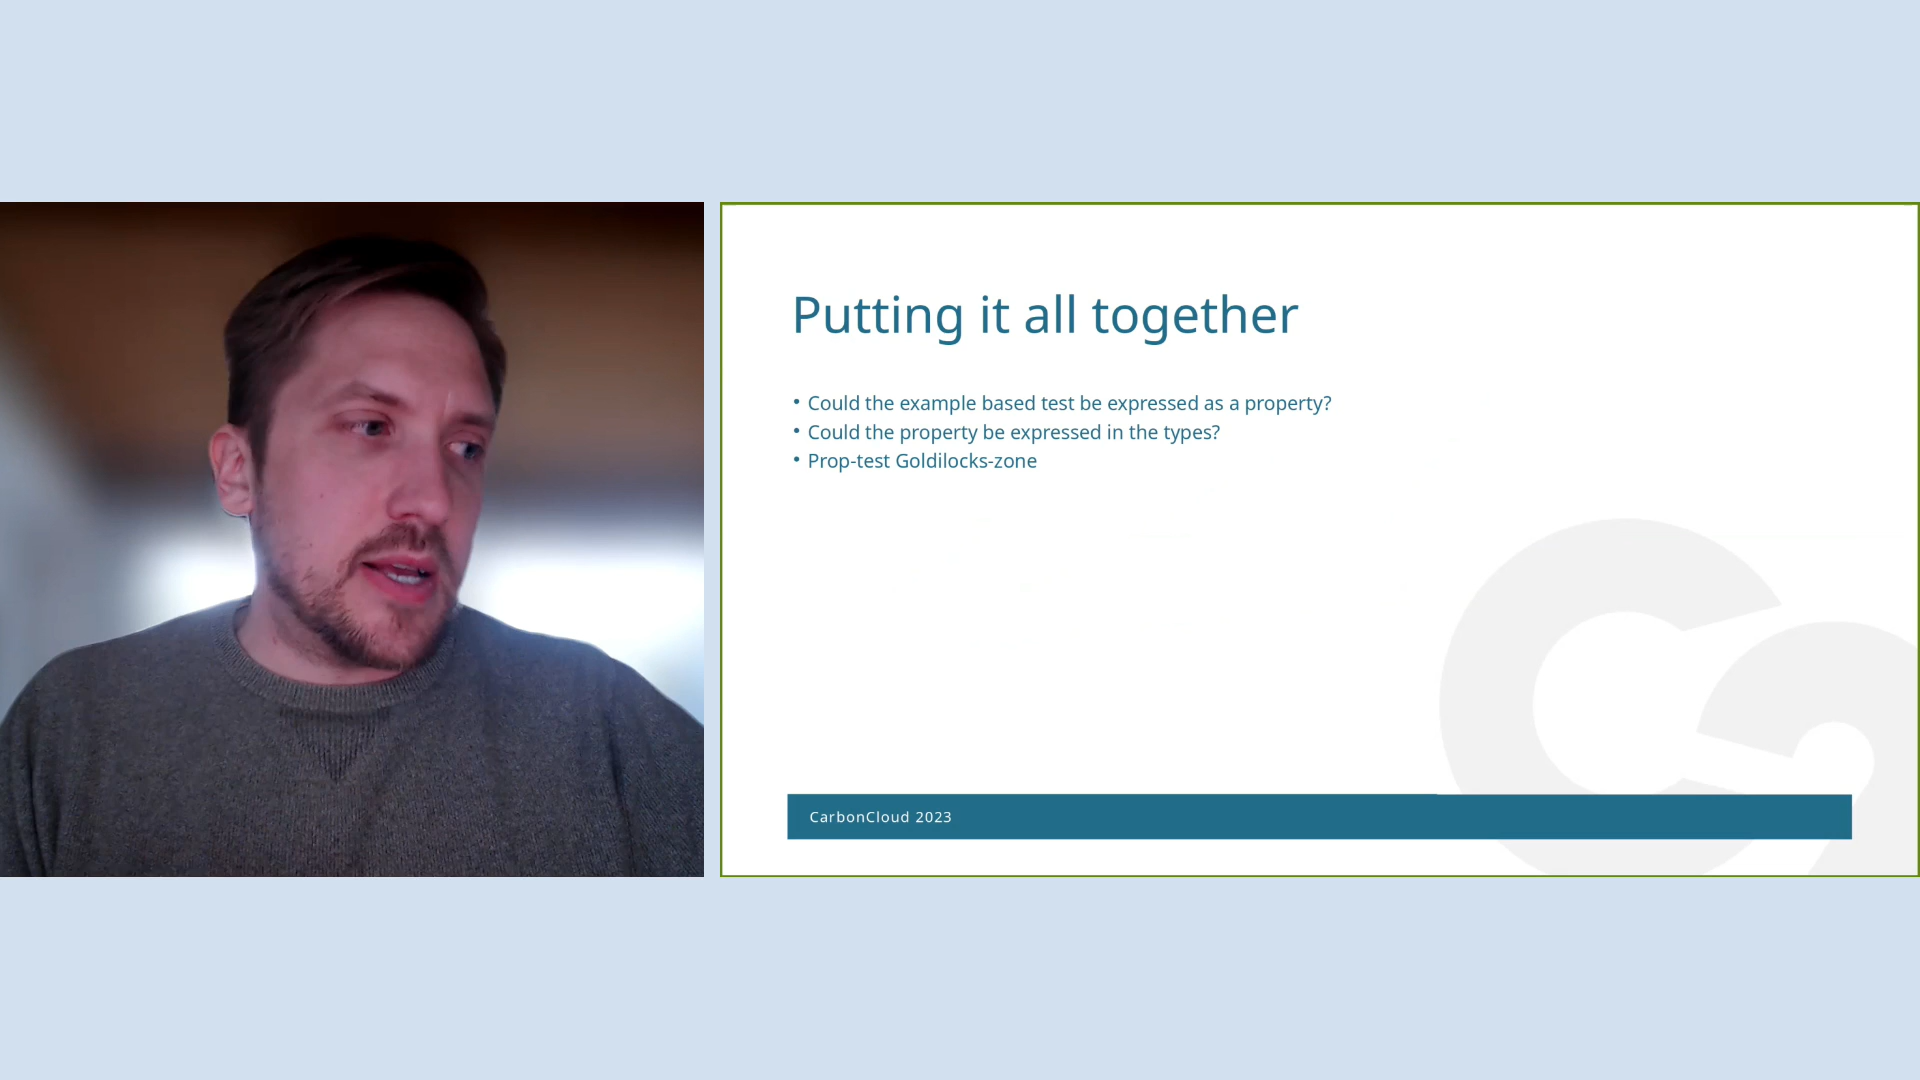 Putting it all together
• Could the example based test be expressed as a property?
• Could the property be expressed in the types?
• Prop-test Goldilocks-zone
CarbonCloud 2023